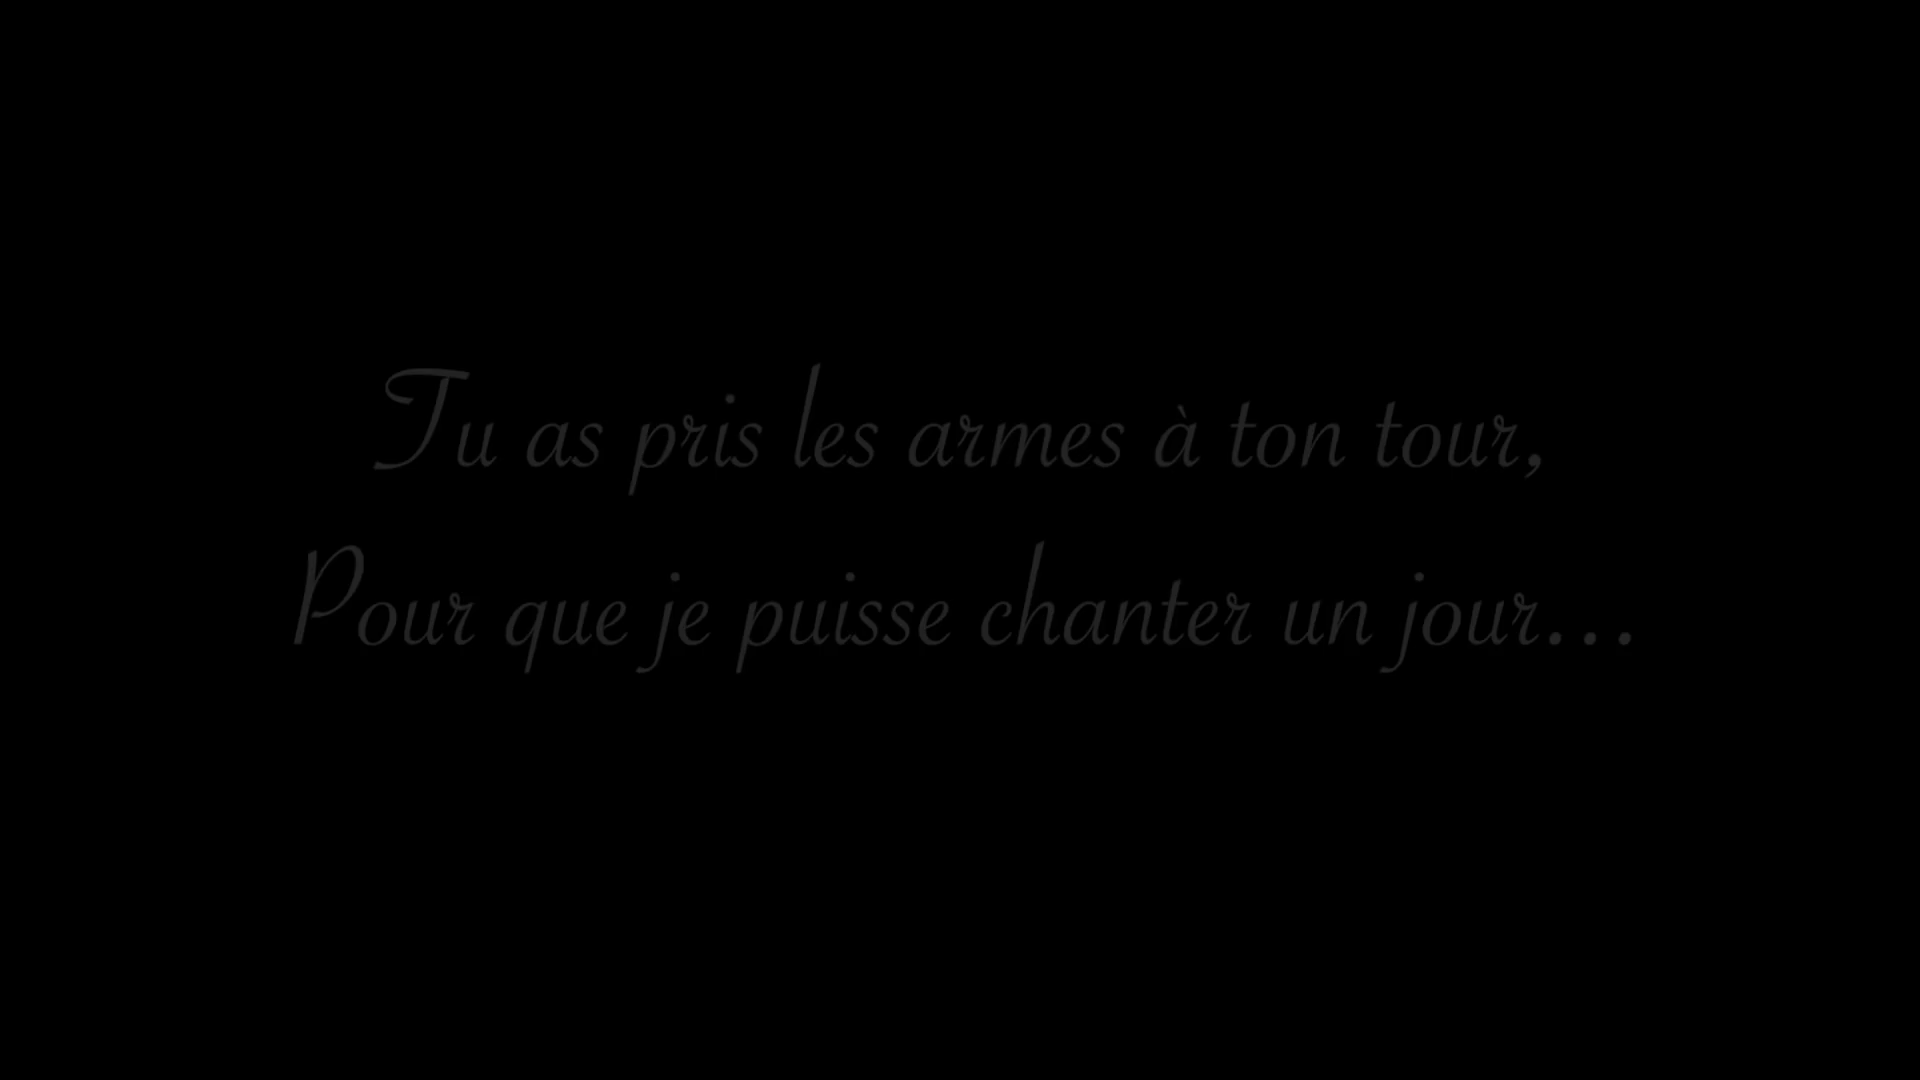 Tu as pris les armes à ton tour,
Pour que je puisse chanter un jour...